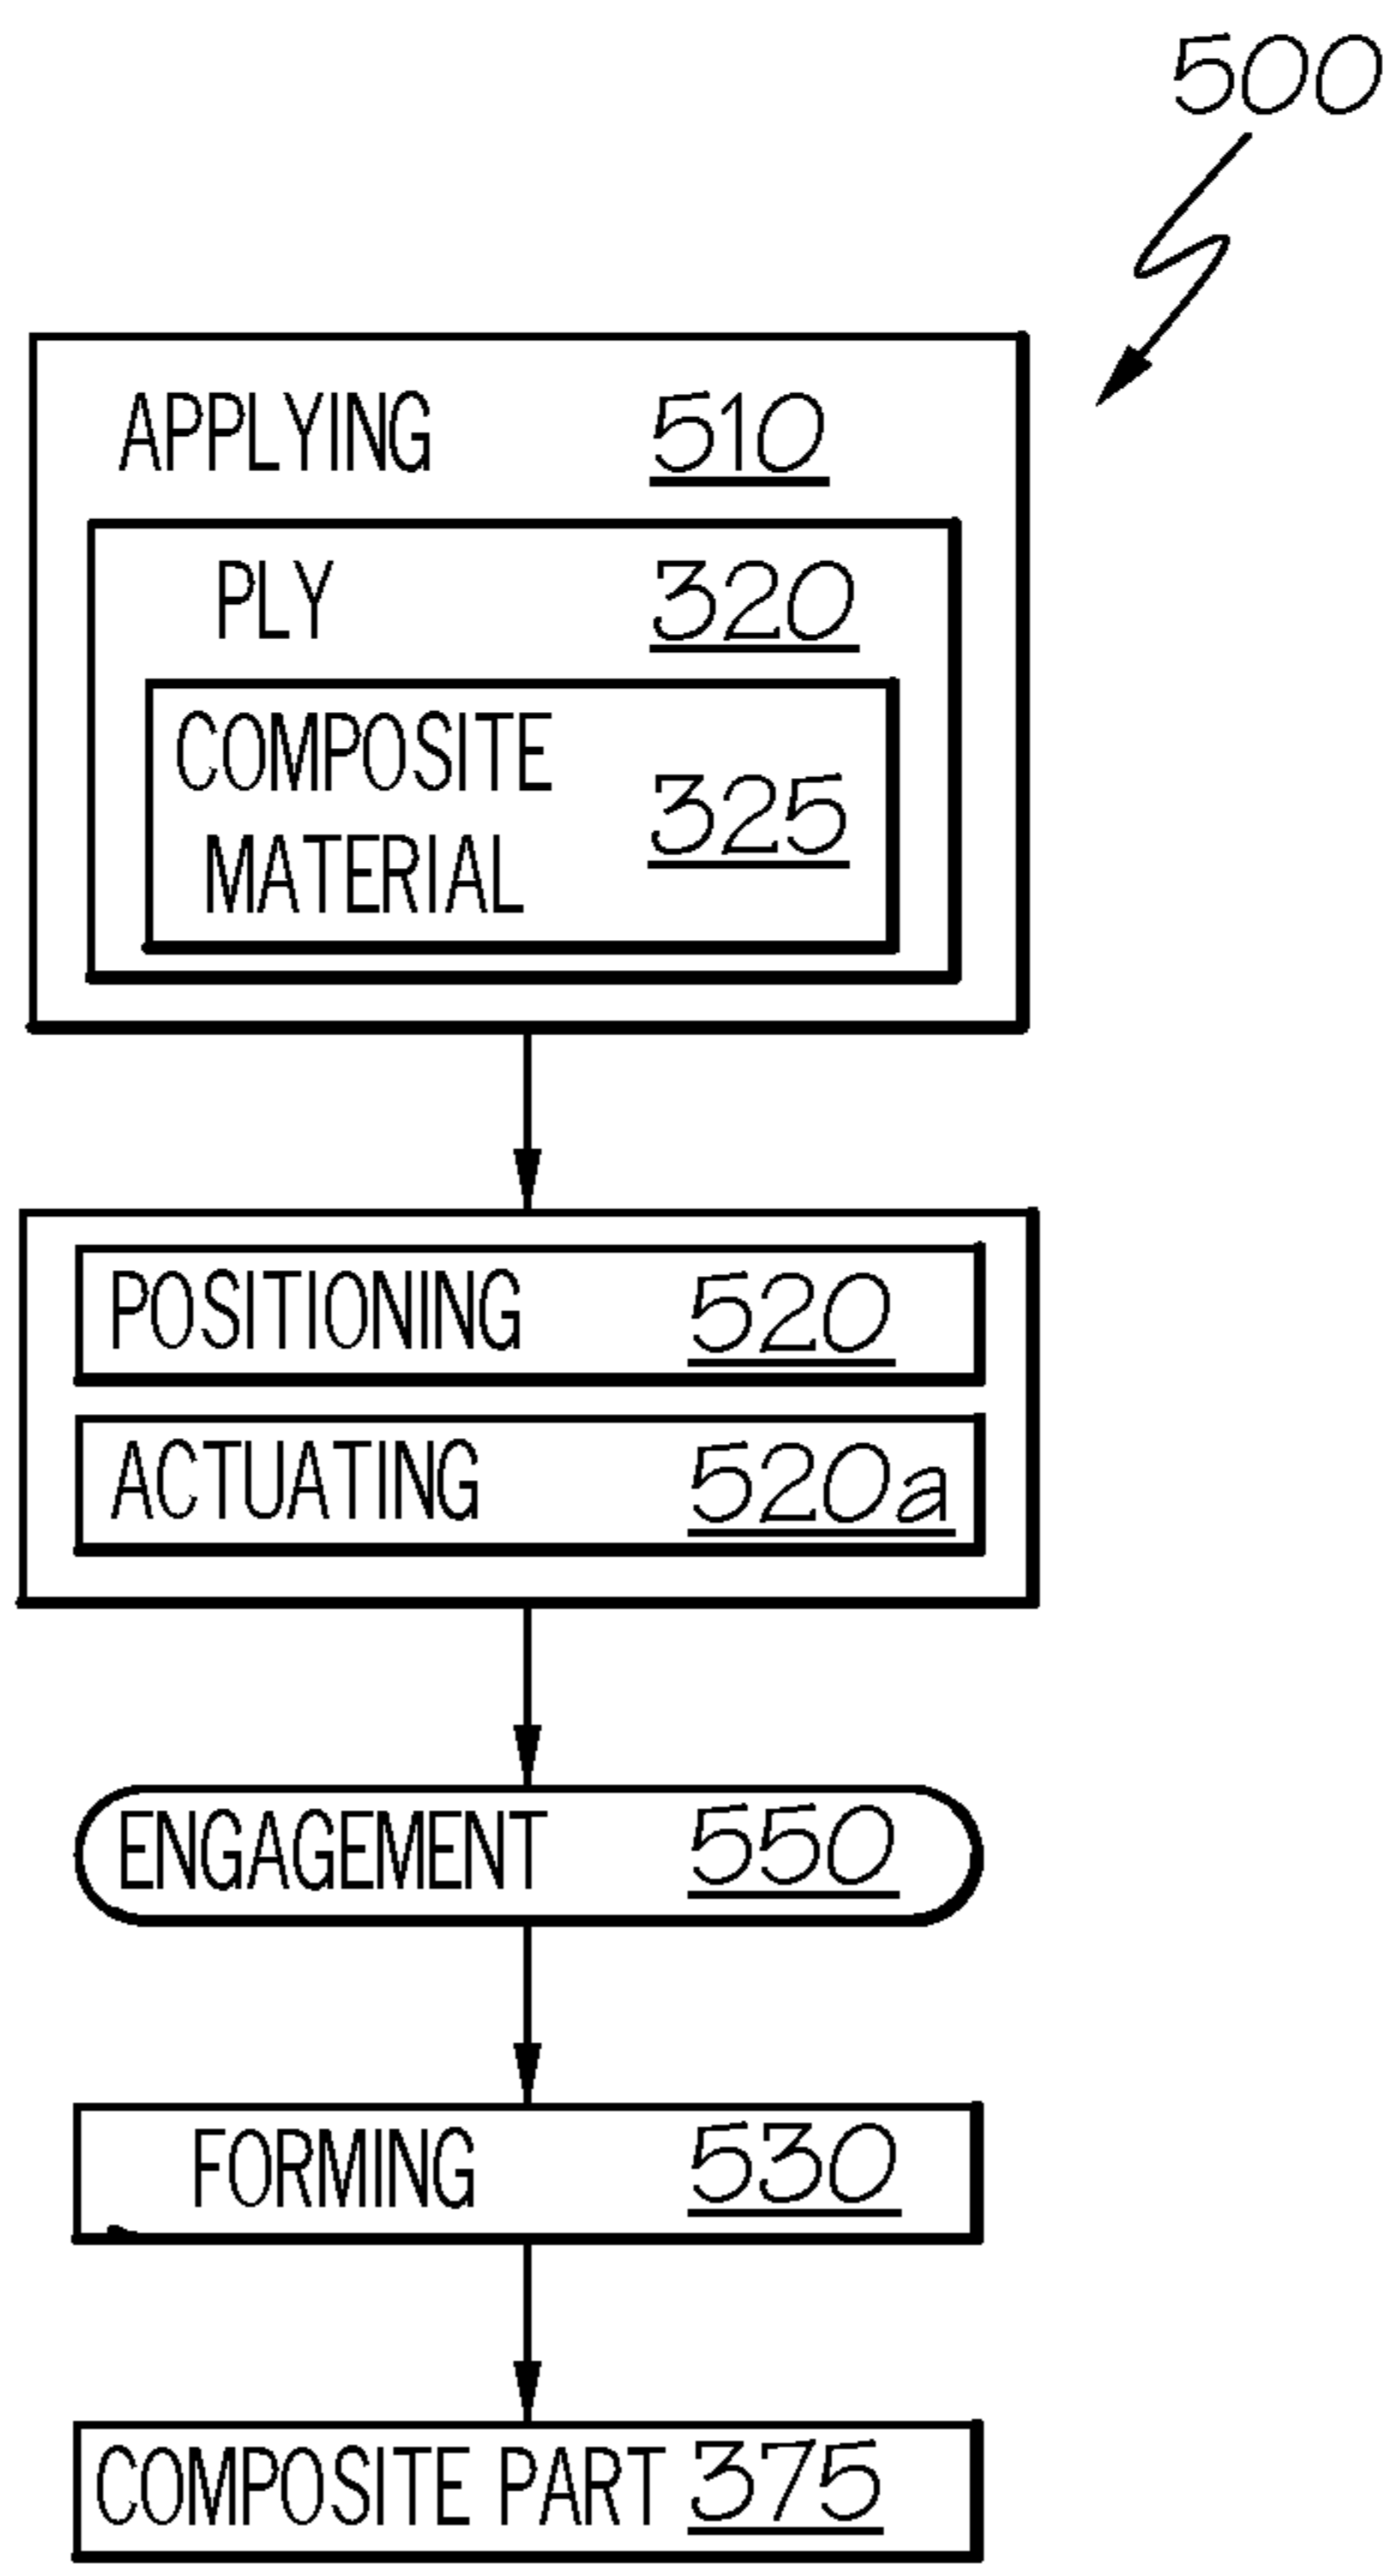 500
APPLYING 510
PLY 320
COMPOSITE
MATERIAL 325
POSITIONING 520
ACTUATING 520a
ENGAGEMENT 550
FORMING 530
COMPOSITE PART 375